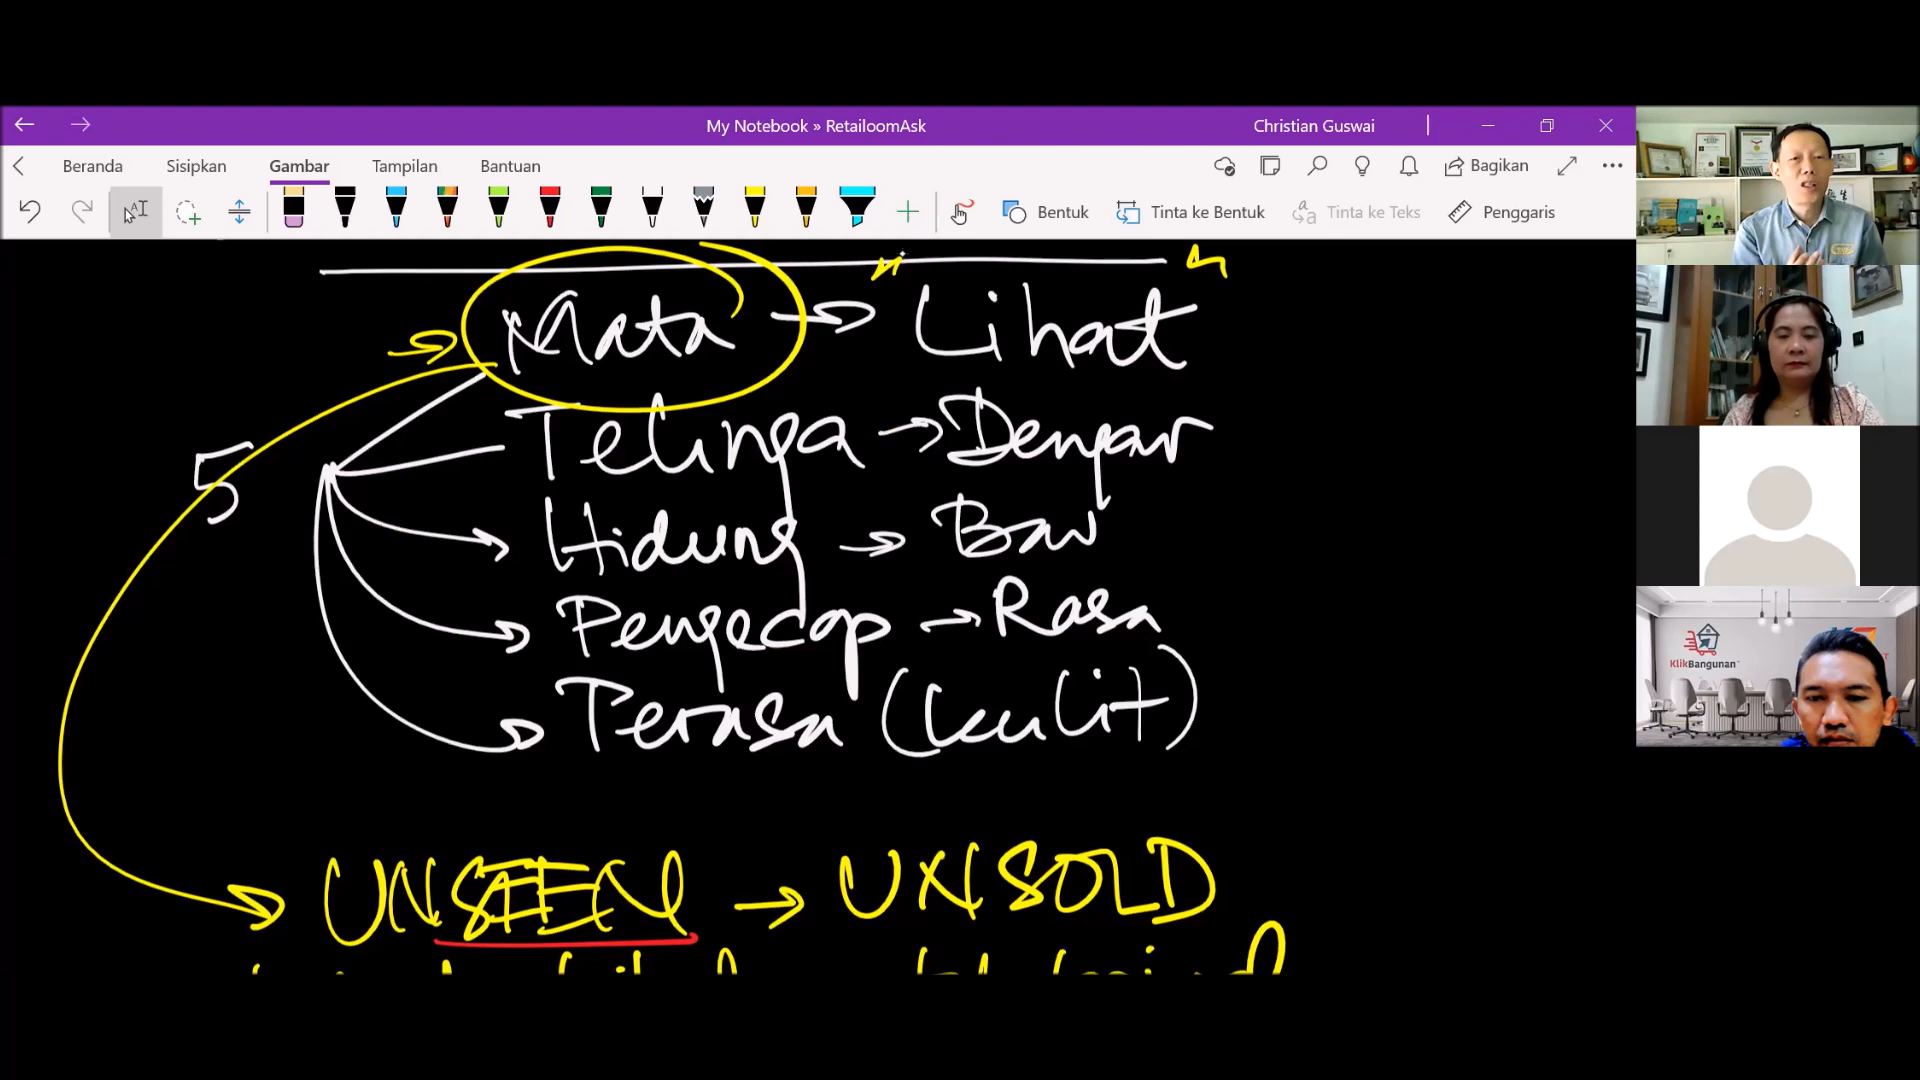 My Notebook » RetailoomAsk
Christian Guswai
Beranda
Sisipkan
Gambar
Tampilan
Bantuan
Bagikan
Bentuk
Tinta ke Bentuk
Tinta ke Teks
Penggaris
Mata → Lihat
Telinga → Dengar
5
Hidung → Bau
Pengecap → Rasa
Terasa (kulit)
UNSEEN → UNSOLD
KlikBangunan